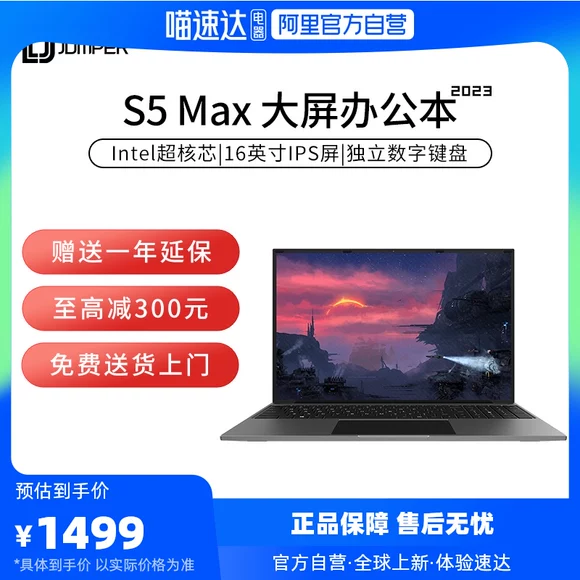 喵速达 电器 阿里官方自营
JUMPER
S5 Max 大屏办公本 2023
Intel超核芯|16英寸IPS屏|独立数字键盘
赠送一年延保
至高减300元
免费送货上门
预估到手价
¥1499
*具体到手价 以实际价格为准
正品保障 售后无忧
官方自营·全球上新·体验速达